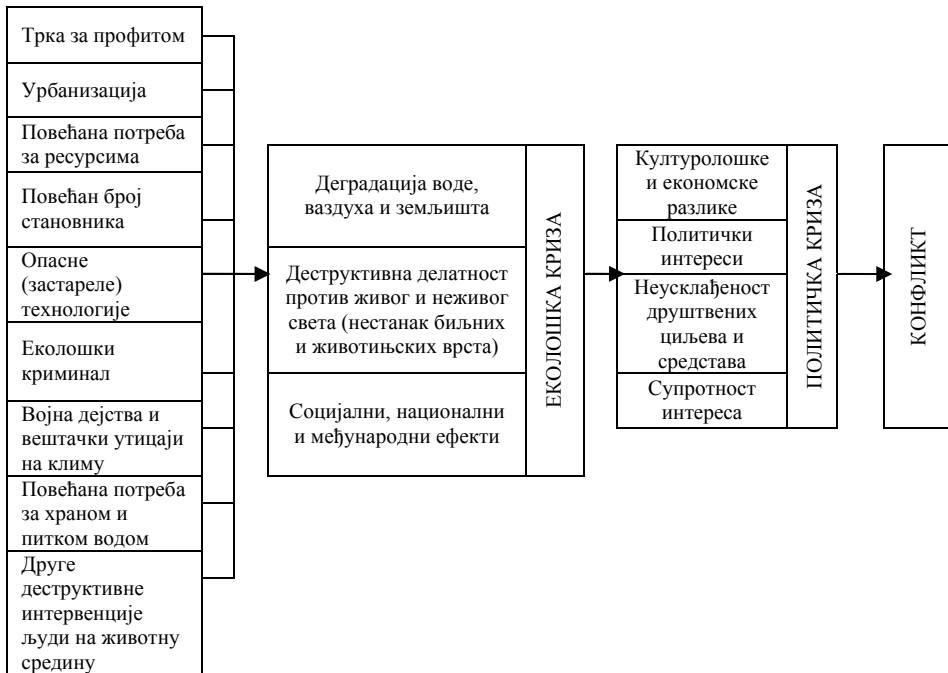 Трка за профитом
Урбанизација
Повећана потреба
за ресурсима
Повећан број
становника
Опасне
(застареле)
технологије
Еколошки
криминал
Војна дејства и
вештачки утицаји
на климу
Повећана потреба
за храном и
питком водом
Друге
деструктивне
интервенције
људи на животну
средину
Деградација воде,
ваздуха и земљишта
Деструктивна делатност
против живог и неживог
света (нестанак биљних
и животињских врста)
Социјални, национални
и међународни ефекти
ЕКОЛОШКА КРИЗА
Културолошке
и економске
разлике
Политички
интереси
Неусклађеност
друштвених
циљева и
средстава
Супротност
интереса
ПОЛИТИЧКА КРИЗА
КОНФЛИКТ